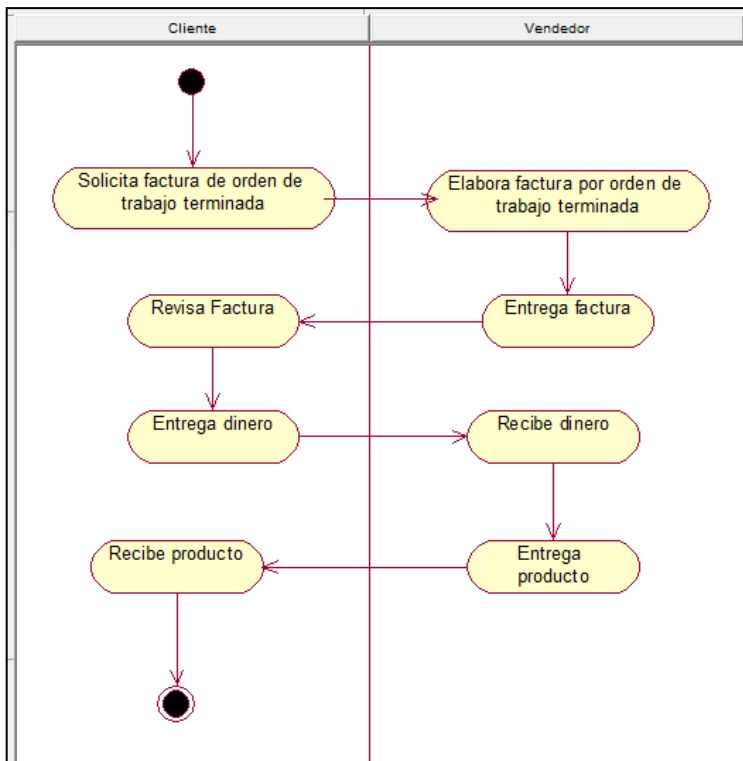 Cliente
Vendedor
Solicita factura de orden de
trabajo terminada
Elabora factura por orden de
trabajo terminada
Revisa Factura
Entrega factura
Entrega dinero
Recibe dinero
Recibe producto
Entrega
producto